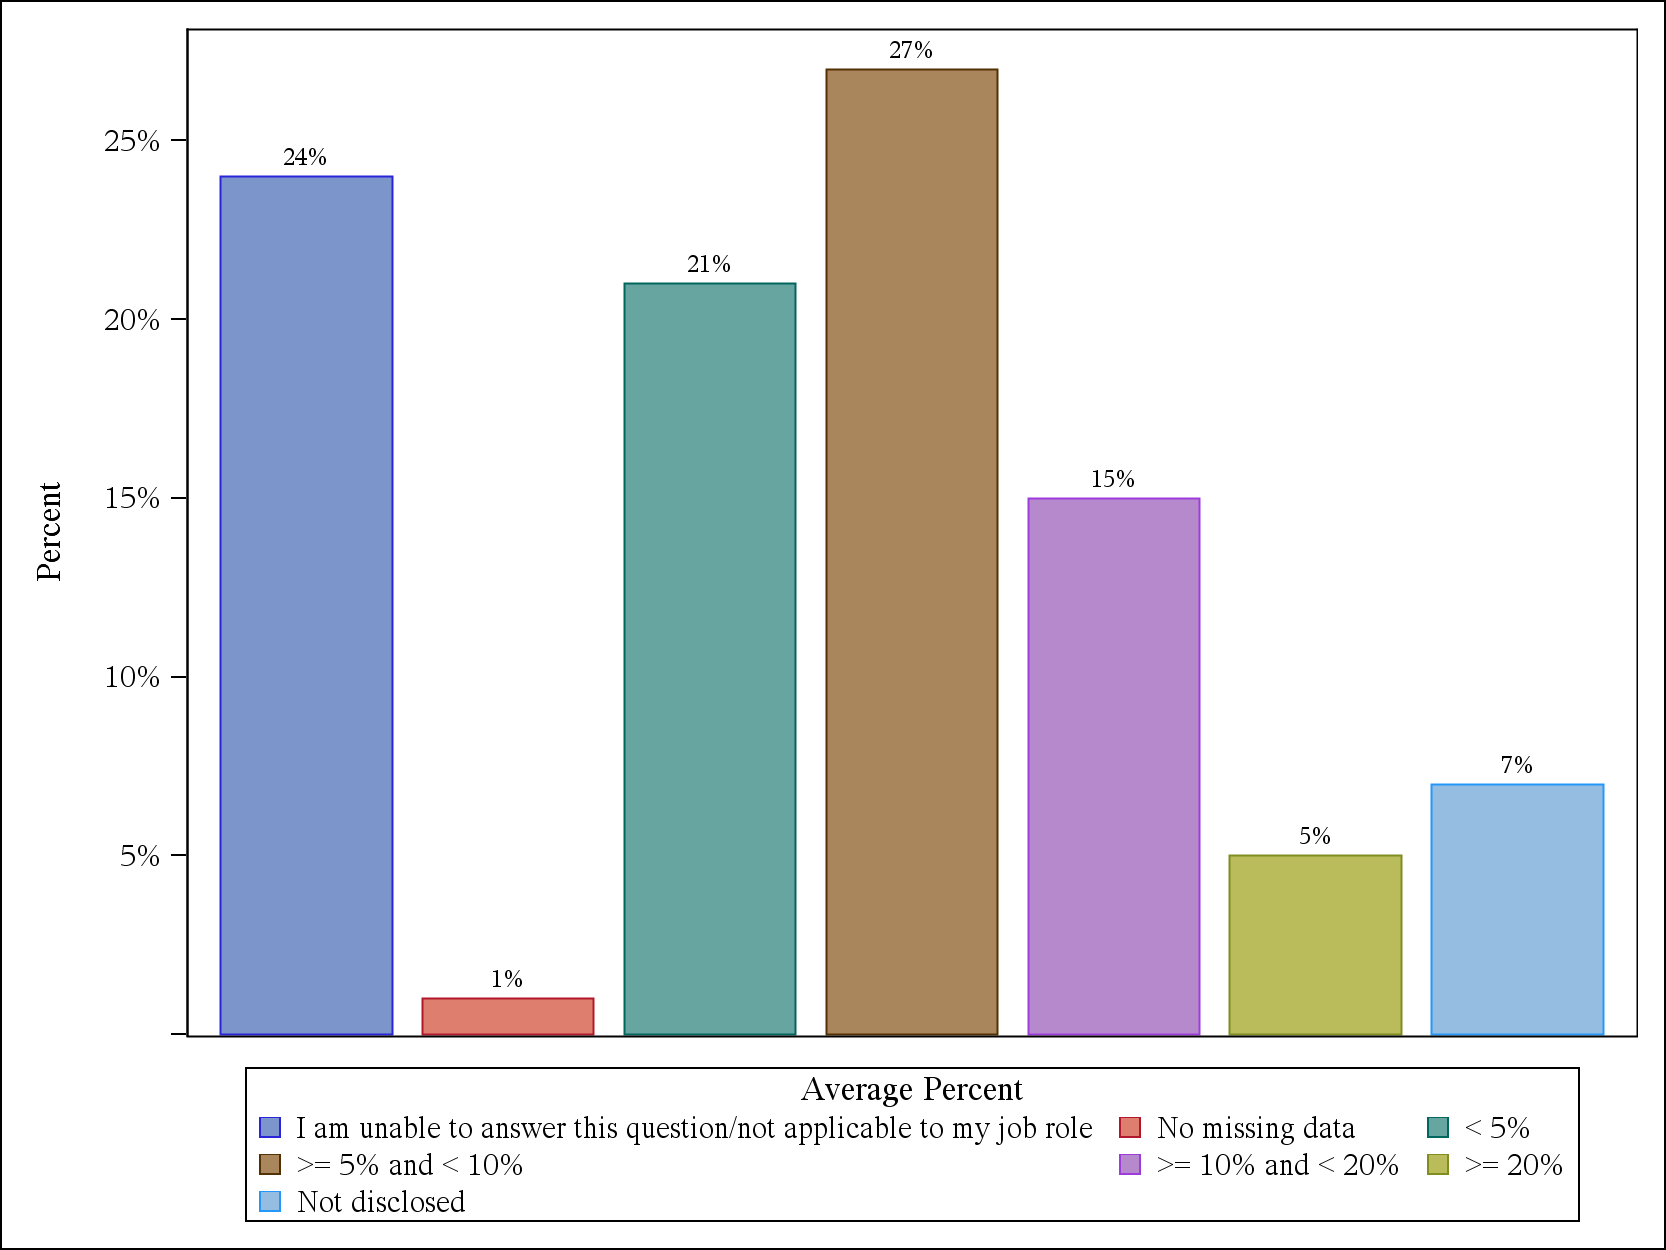 27%
25%
24%
21%
20%
15%
15%
10%
7%
5%
5%
1%
Percent
Average Percent
I am unable to answer this question/not applicable to my job role No missing data < 5%
>= 5% and < 10% >= 10% and < 20% >= 20%
Not disclosed